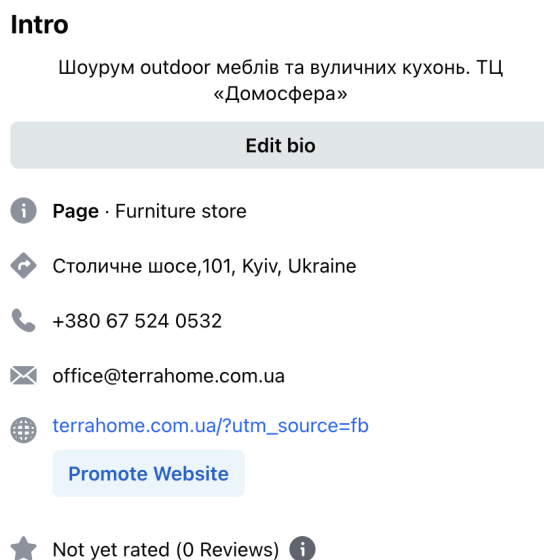 Intro
Шоурум outdoor меблів та вуличних кухонь. ТЦ
«Домосфера»
Edit bio
Page · Furniture store
Столичне шосе,101, Kyiv, Ukraine
+380 67 524 0532
office@terrahome.com.ua
terrahome.com.ua/?utm_source=fb
Promote Website
Not yet rated (0 Reviews)